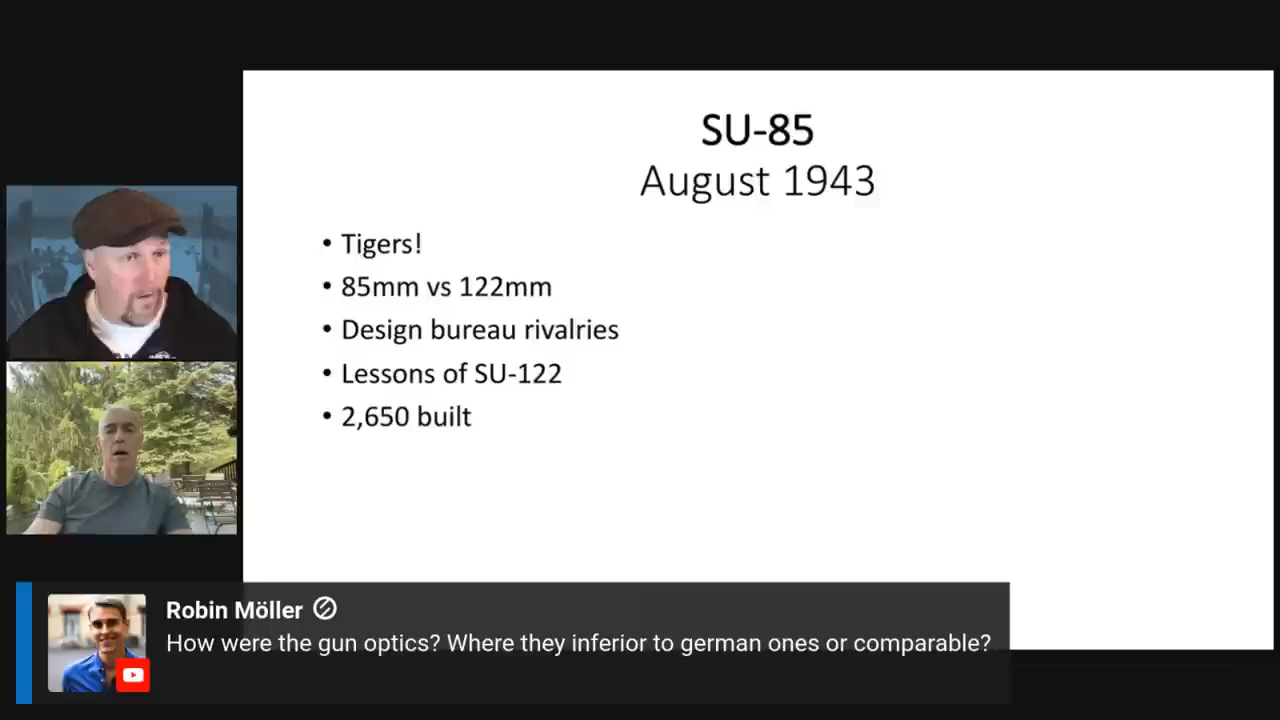 SU-85
August 1943
• Tigers!
• 85mm vs 122mm
• Design bureau rivalries
• Lessons of SU-122
• 2,650 built
Robin Möller
How were the gun optics? Where they inferior to german ones or comparable?